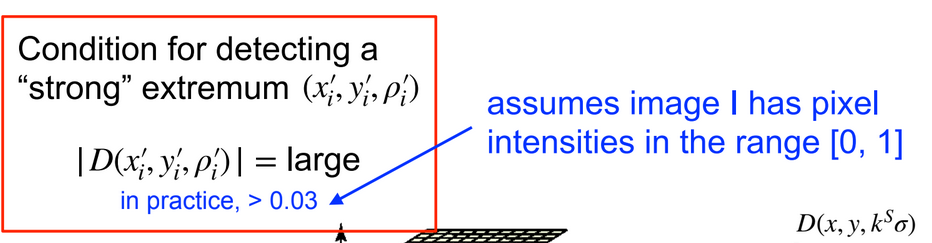 Condition for detecting a
“strong” extremum (x′ᵢ, y′ᵢ, ρ′ᵢ)
|D(x′ᵢ, y′ᵢ, ρ′ᵢ)| = large
in practice, > 0.03
assumes image I has pixel
intensities in the range [0, 1]
D(x, y, kˢσ)